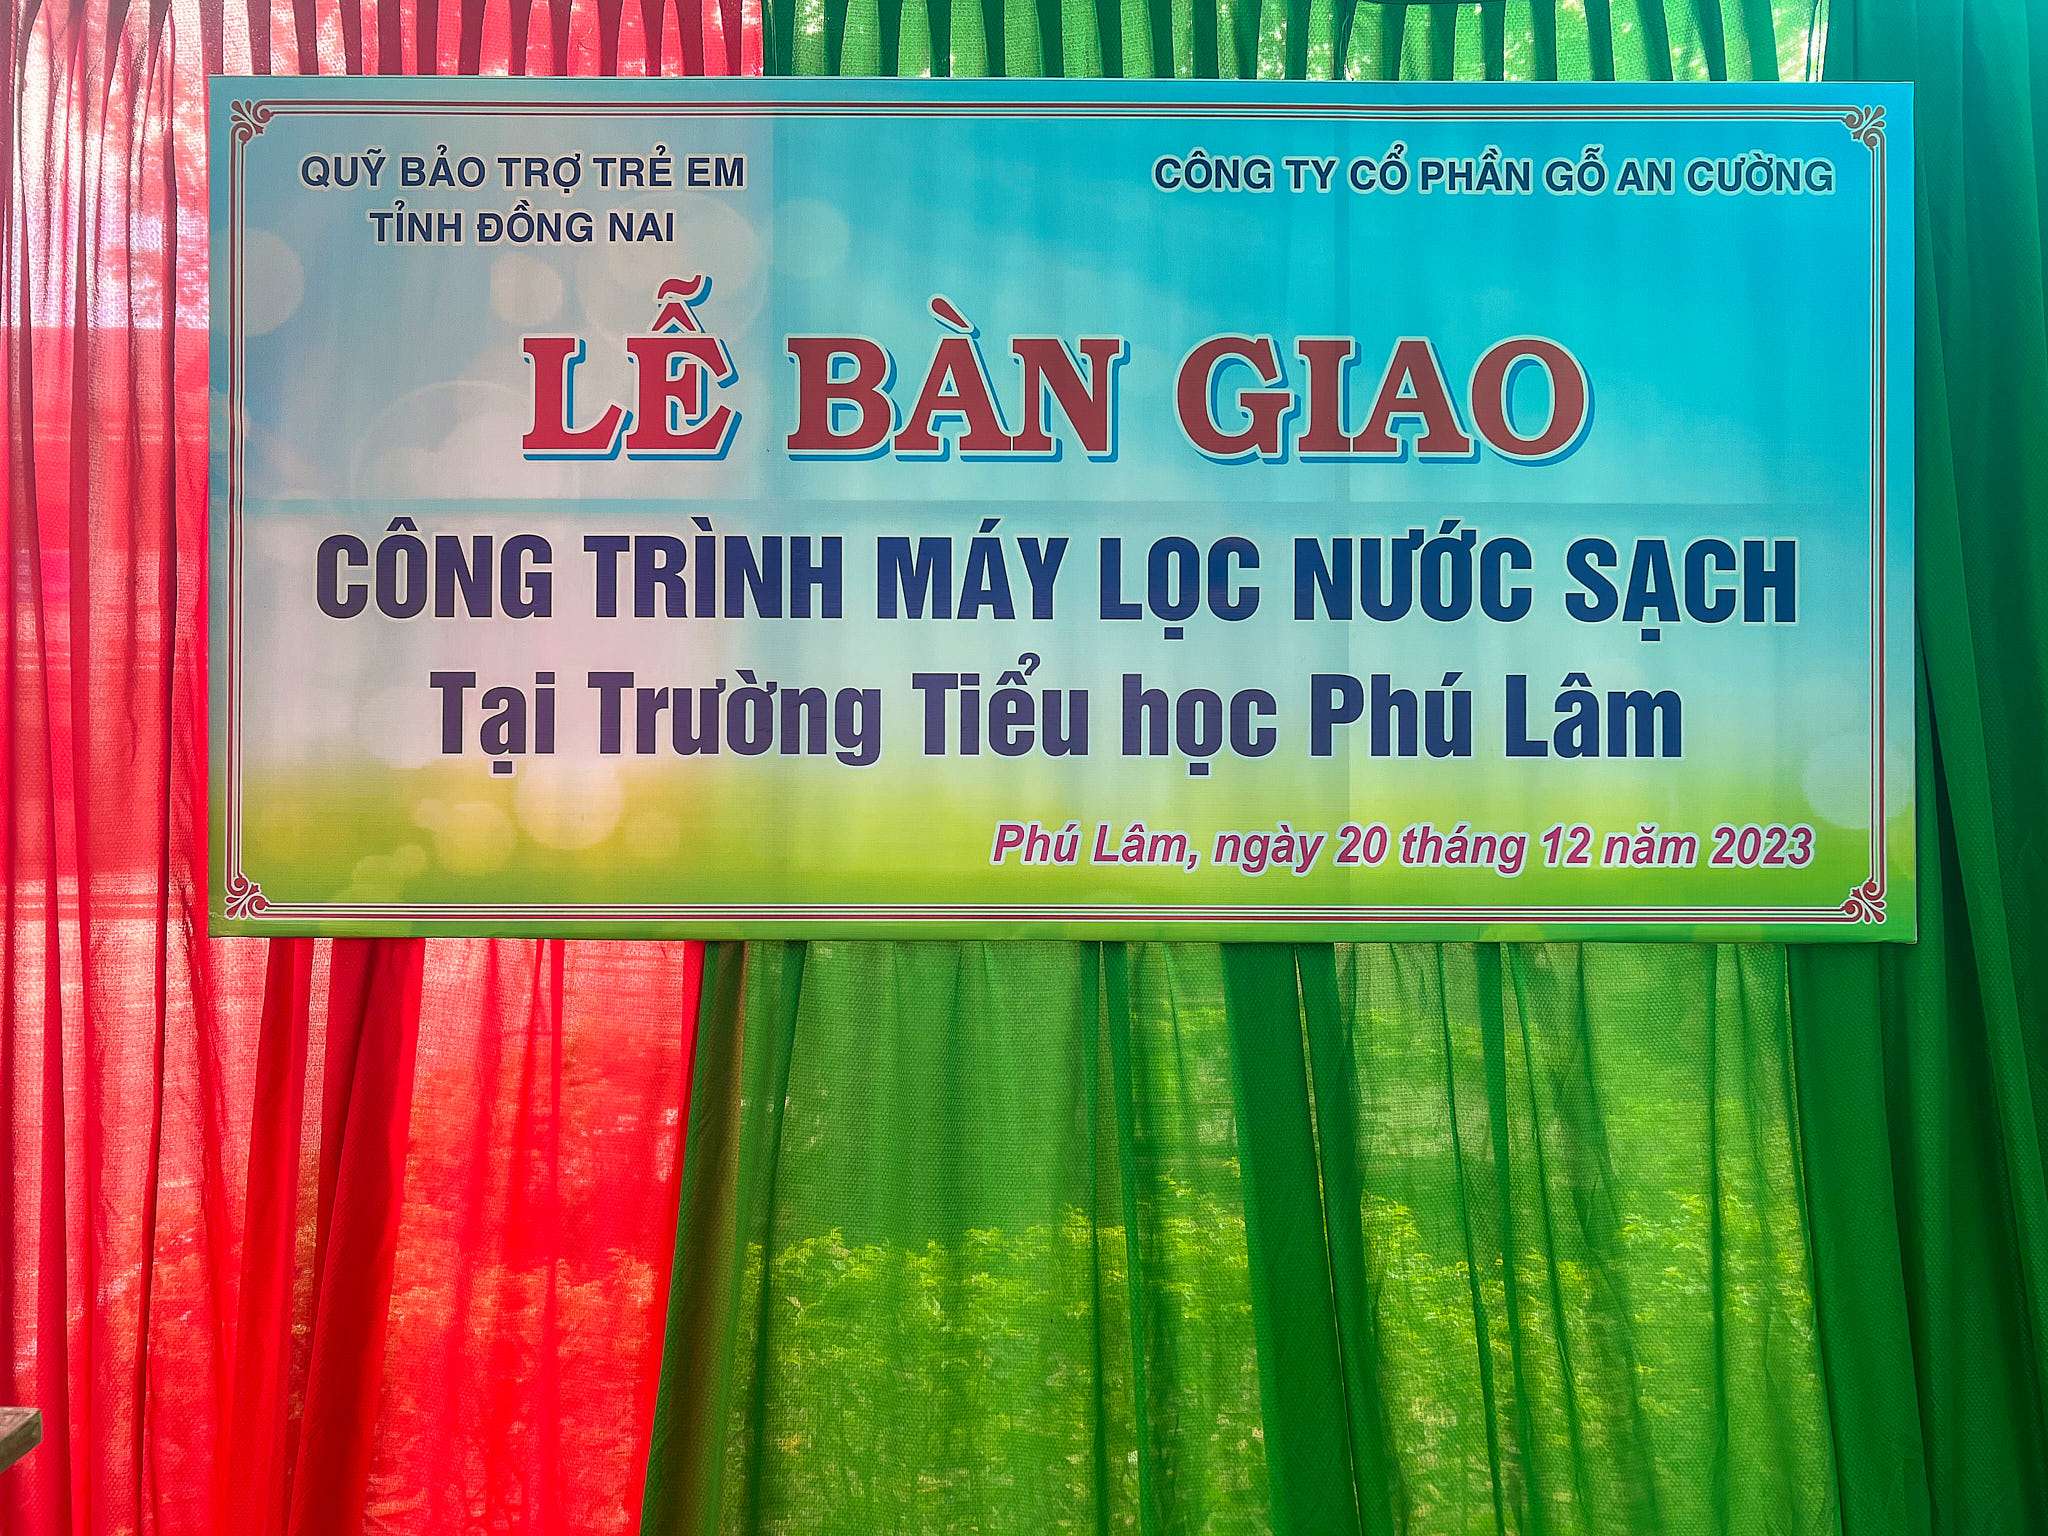 QUỸ BẢO TRỢ TRẺ EM
TỈNH ĐỒNG NAI
CÔNG TY CỔ PHẦN GỖ AN CƯỜNG
LỄ BÀN GIAO
CÔNG TRÌNH MÁY LỌC NƯỚC SẠCH
Tại Trường Tiểu học Phú Lâm
Phú Lâm, ngày 20 tháng 12 năm 2023